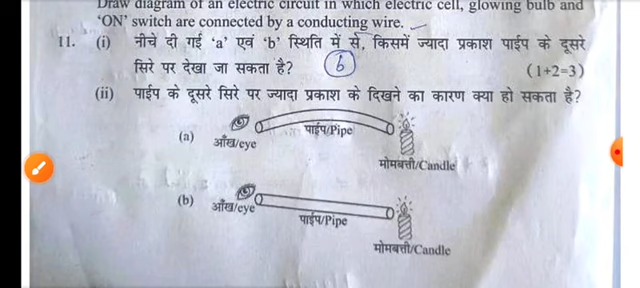 Draw diagram of an electric circuit in which electric cell, glowing bulb and
'ON' switch are connected by a conducting wire.
11. (i) नीचे दी गई 'a' एवं 'b' स्थिति में से, किसमें ज्यादा प्रकाश पाईप के दूसरे
सिरे पर देखा जा सकता है? b (1+2=3)
(ii) पाईप के दूसरे सिरे पर ज्यादा प्रकाश के दिखने का कारण क्या हो सकता है?
(a) आँख/eye पाईप/Pipe
मोमबत्ती/Candle
(b) आँख/eye
पाईप/Pipe
मोमबत्ती/Candle